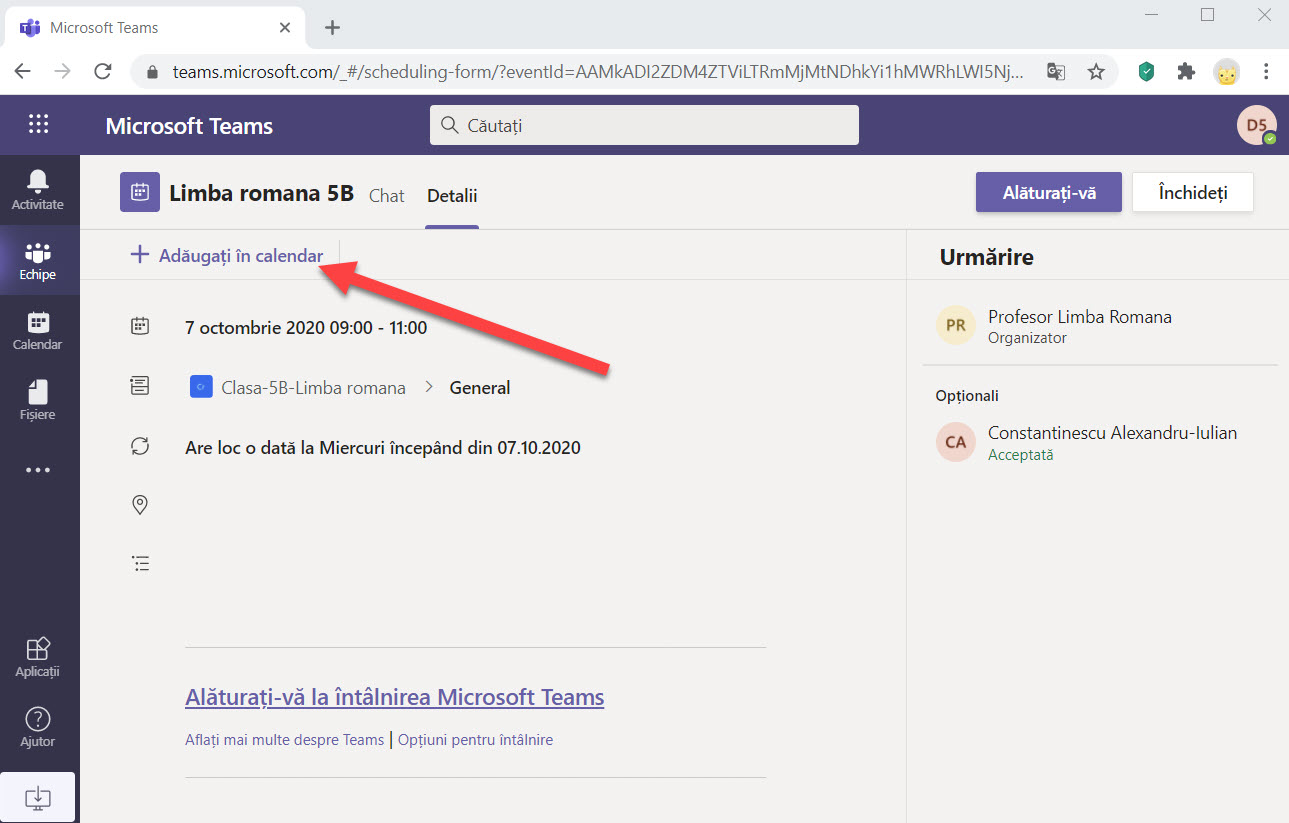 Microsoft Teams
teams.microsoft.com/_#/scheduling-form/?eventId=AAMkADI2ZDM4ZTViLTRmMjMtNDhkYi1hMWRhLWI5Nj...
Microsoft Teams
Căutați
D5
Activitate
Echipe
Calendar
Fișiere
Aplicații
Ajutor
Limba romana 5B
Chat
Detalii
Alăturați-vă
Închideți
Adăugați în calendar
7 octombrie 2020 09:00 - 11:00
Clasa-5B-Limba romana > General
Are loc o dată la Miercuri începând din 07.10.2020
Alăturați-vă la întâlnirea Microsoft Teams
Aflați mai multe despre Teams | Opțiuni pentru întâlnire
Urmărire
PR
Profesor Limba Romana
Organizator
Opționali
CA
Constantinescu Alexandru-Iulian
Acceptată